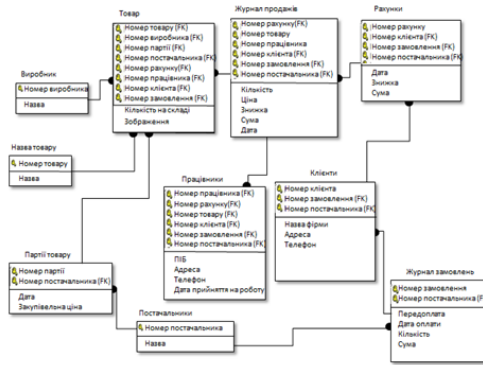 Товар
Номер товару (FK)
Номер виробника (FK)
Номер партії (FK)
Номер постачальника (FK)
Номер рахунку(FK)
Номер працівника (FK)
Номер клієнта (FK)
Номер замовлення (FK)
Кількість на складі
Зображення
Журнал продажів
Номер рахунку(FK)
Номер товару
Номер працівника
Номер клієнта (FK)
Номер замовлення (FK)
Номер постачальника (FK)
Кількість
Ціна
Знижка
Сума
Дата
Рахунки
Номер рахунку
Номер клієнта (FK)
Номер замовлення (FK)
Номер постачальника (FK)
Дата
Знижка
Сума
Виробник
Номер виробника
Назва
Назва товару
Номер товару
Назва
Працівники
Номер працівника (FK)
Номер рахунку(FK)
Номер товару (FK)
Номер клієнта (FK)
Номер замовлення (FK)
Номер постачальника (FK)
ПІБ
Адреса
Телефон
Дата прийняття на роботу
Клієнти
Номер клієнта
Номер замовлення (FK)
Номер постачальника (FK)
Назва фірми
Адреса
Телефон
Партії товару
Номер партії
Номер постачальника (FK)
Дата
Закупівельна ціна
Постачальники
Номер постачальника
Назва
Журнал замовлень
Номер замовлення
Номер постачальника (FK)
Передоплата
Дата оплати
Кількість
Сума